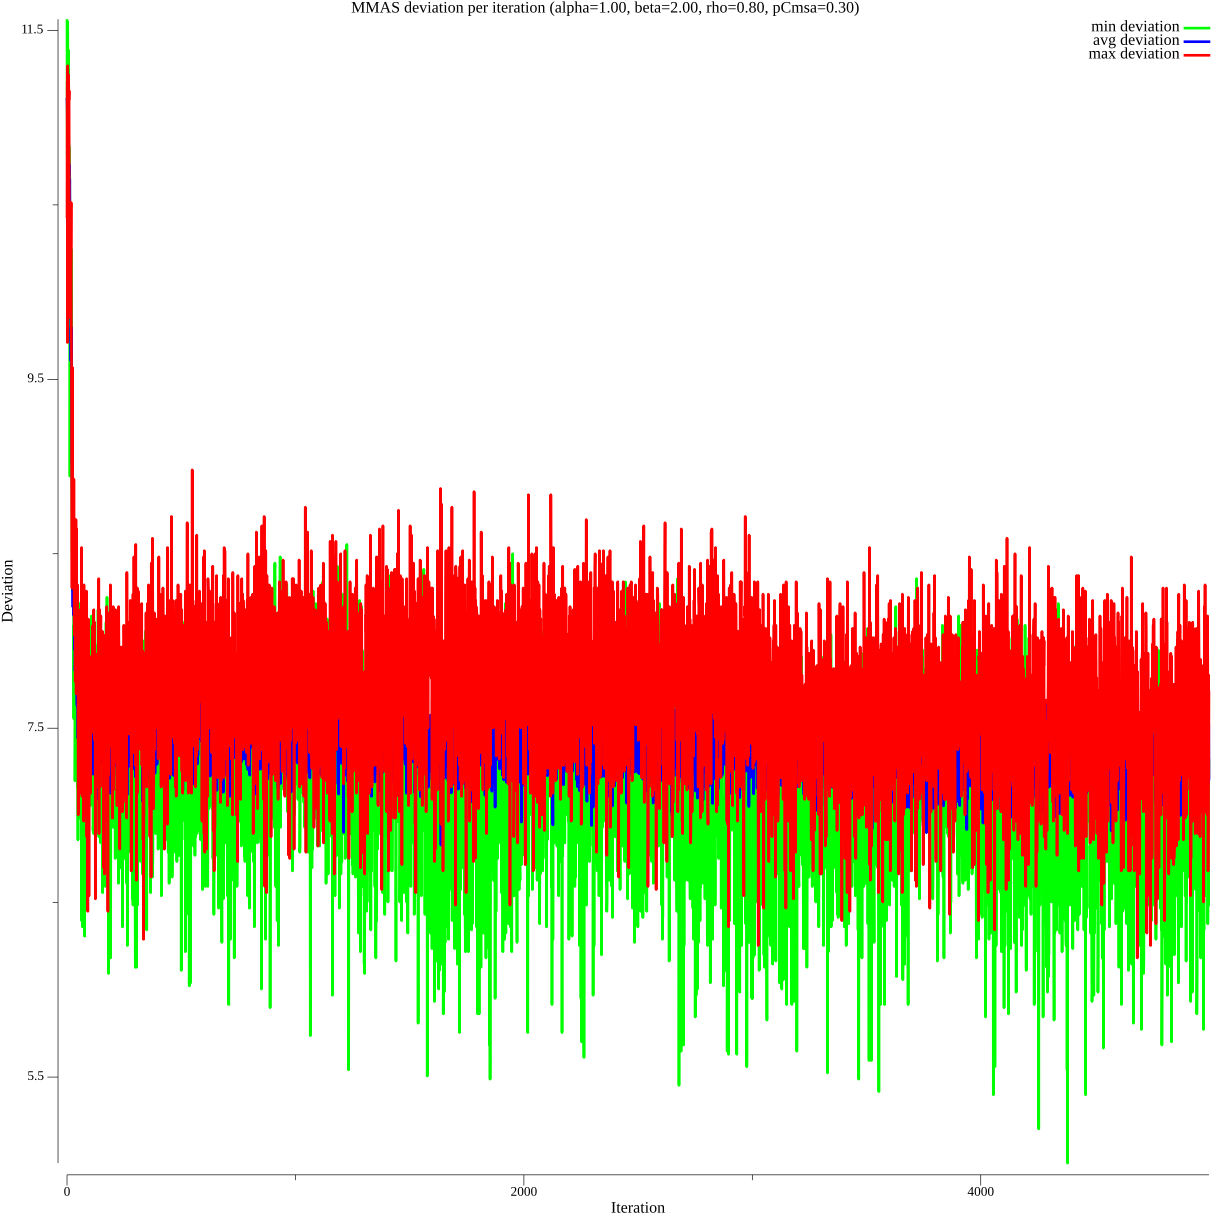 MMAS deviation per iteration (alpha=1.00, beta=2.00, rho=0.80, pCmsa=0.30)
min deviation
avg deviation
max deviation
11.5
9.5
7.5
5.5
Deviation
0
2000
4000
Iteration